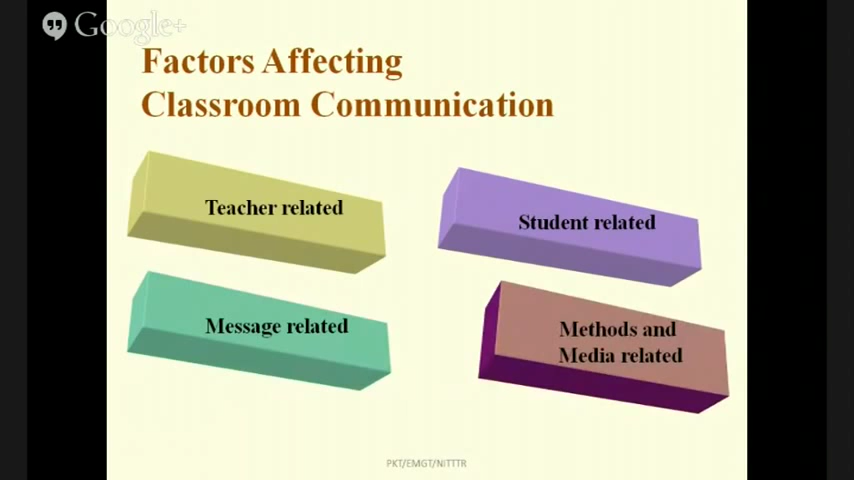 Google+
Factors Affecting
Classroom Communication
Teacher related
Student related
Message related
Methods and
Media related
PKT/EMGT/NITTTR